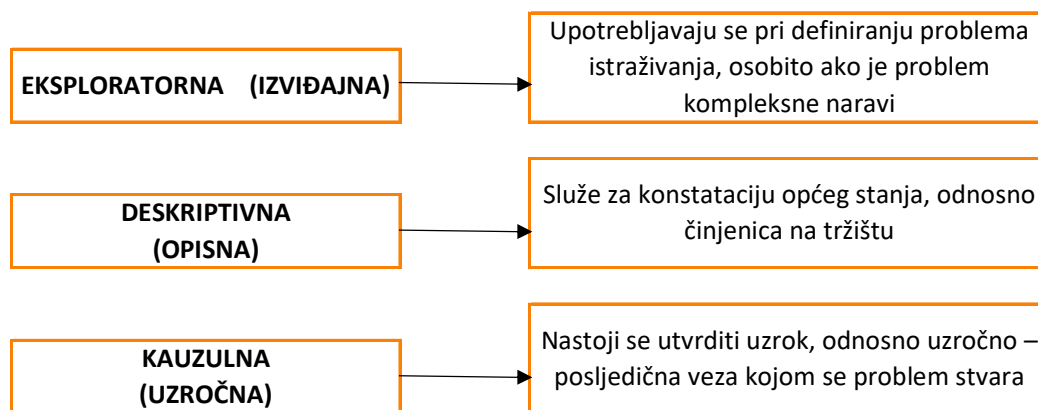 EKSPLORATORNA (IZVIĐAJNA)
Upotrebljavaju se pri definiranju problema
istraživanja, osobito ako je problem
kompleksne naravi
DESKRIPTIVNA
(OPISNA)
Služe za konstataciju općeg stanja, odnosno
činjenica na tržištu
KAUZULNA
(UZROČNA)
Nastoji se utvrditi uzrok, odnosno uzročno –
posljedična veza kojom se problem stvara